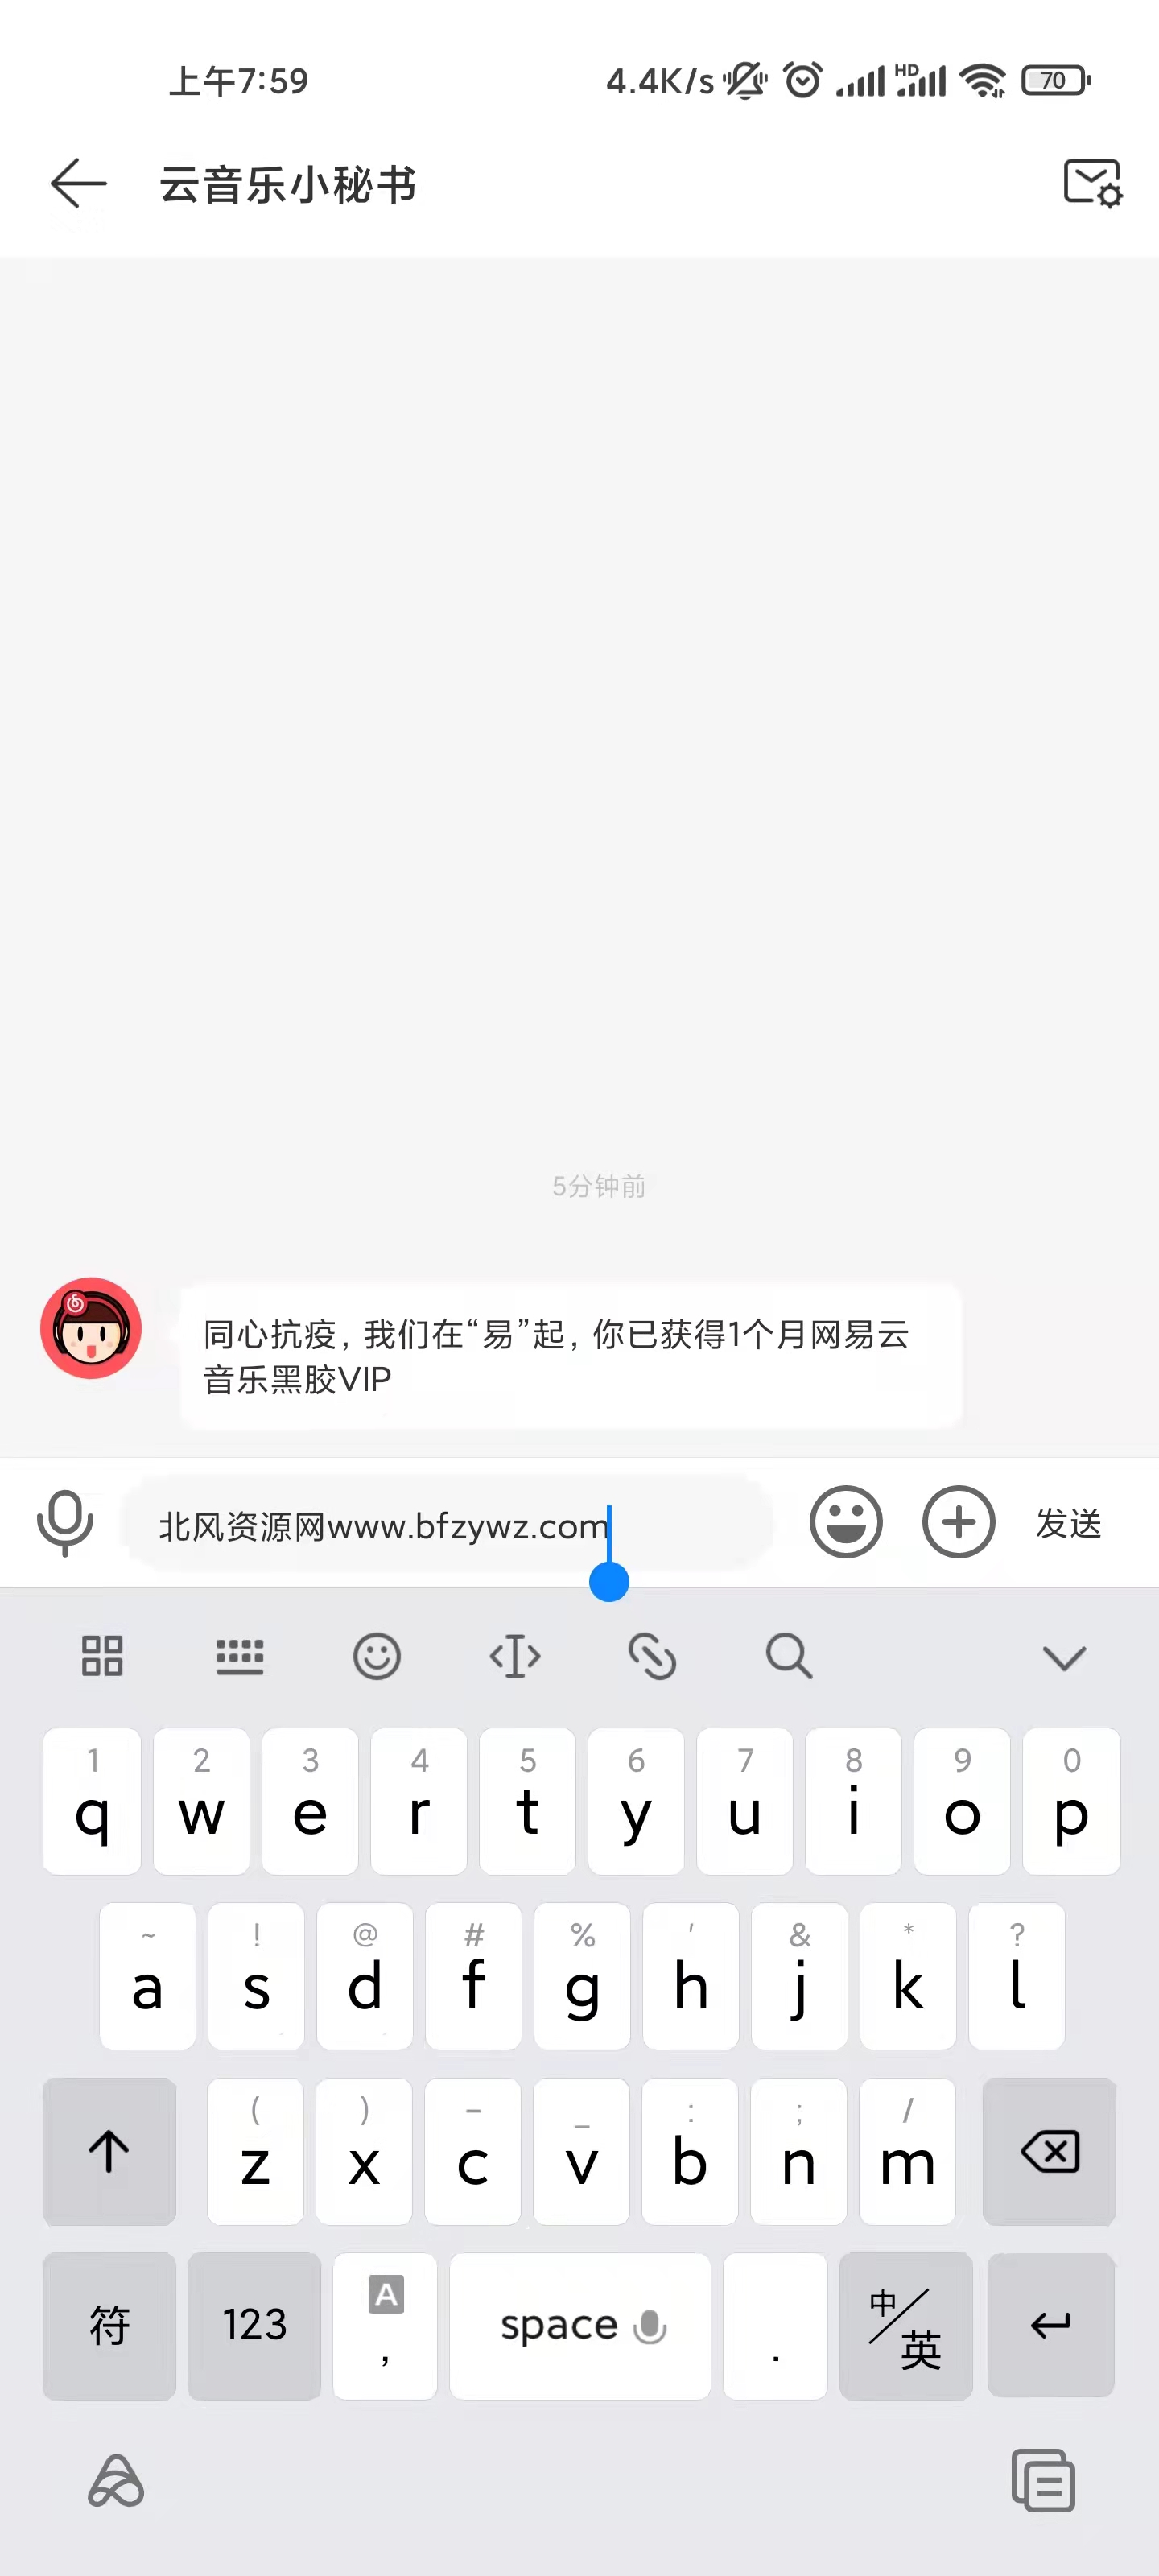 上午7:59 4.4K/s HD 70
云音乐小秘书
5分钟前
同心抗疫，我们在“易”起，你已获得1个月网易云
音乐黑胶VIP
北风资源网www.bfzywz.com 发送
1 2 3 4 5 6 7 8 9 0
q w e r t y u i o p
~ ! @ # % ' & * ?
a s d f g h j k l
( ) – _ : ; /
z x c v b n m
符 123 A , space . 中/英